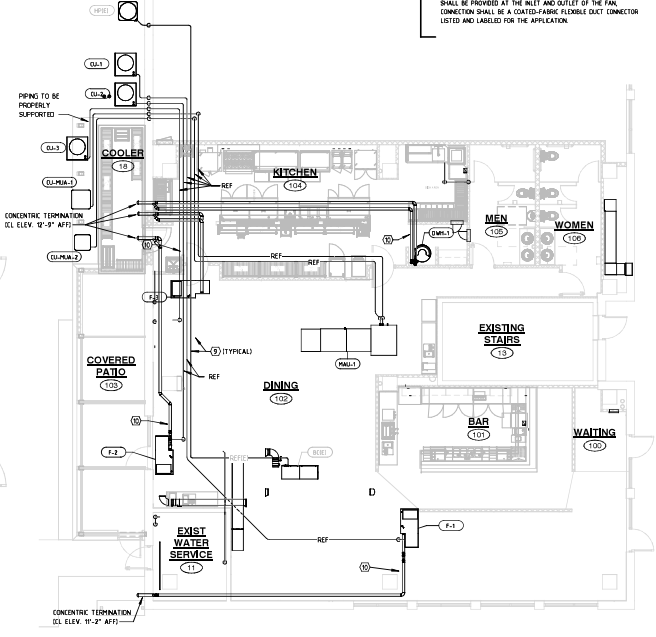 SHALL BE PROVIDED AT THE INLET AND OUTLET OF THE FAN,
CONNECTION SHALL BE A COATED-FABRIC FLEXIBLE DUCT CONNECTOR
LISTED AND LABELED FOR THE APPLICATION.
HP(E)
CU-1
CU-2
PIPING TO BE
PROPERLY
SUPPORTED
CU-3
COOLER
18
KITCHEN
104
REF
CU-MUA-1
CONCENTRIC TERMINATION
(CL ELEV. 12'-9" AFF)
CU-MUA-2
10
10
DWH-1
MEN
105
WOMEN
106
REF
REF
F-3
EXISTING
STAIRS
13
9 (TYPICAL)
MAU-1
COVERED
PATIO
103
REF
DINING
102
10
BAR
101
WAITING
100
F-2
REF(E)
F-1
EXIST
WATER
SERVICE
11
REF
10
CONCENTRIC TERMINATION
(CL ELEV. 11'-2" AFF)